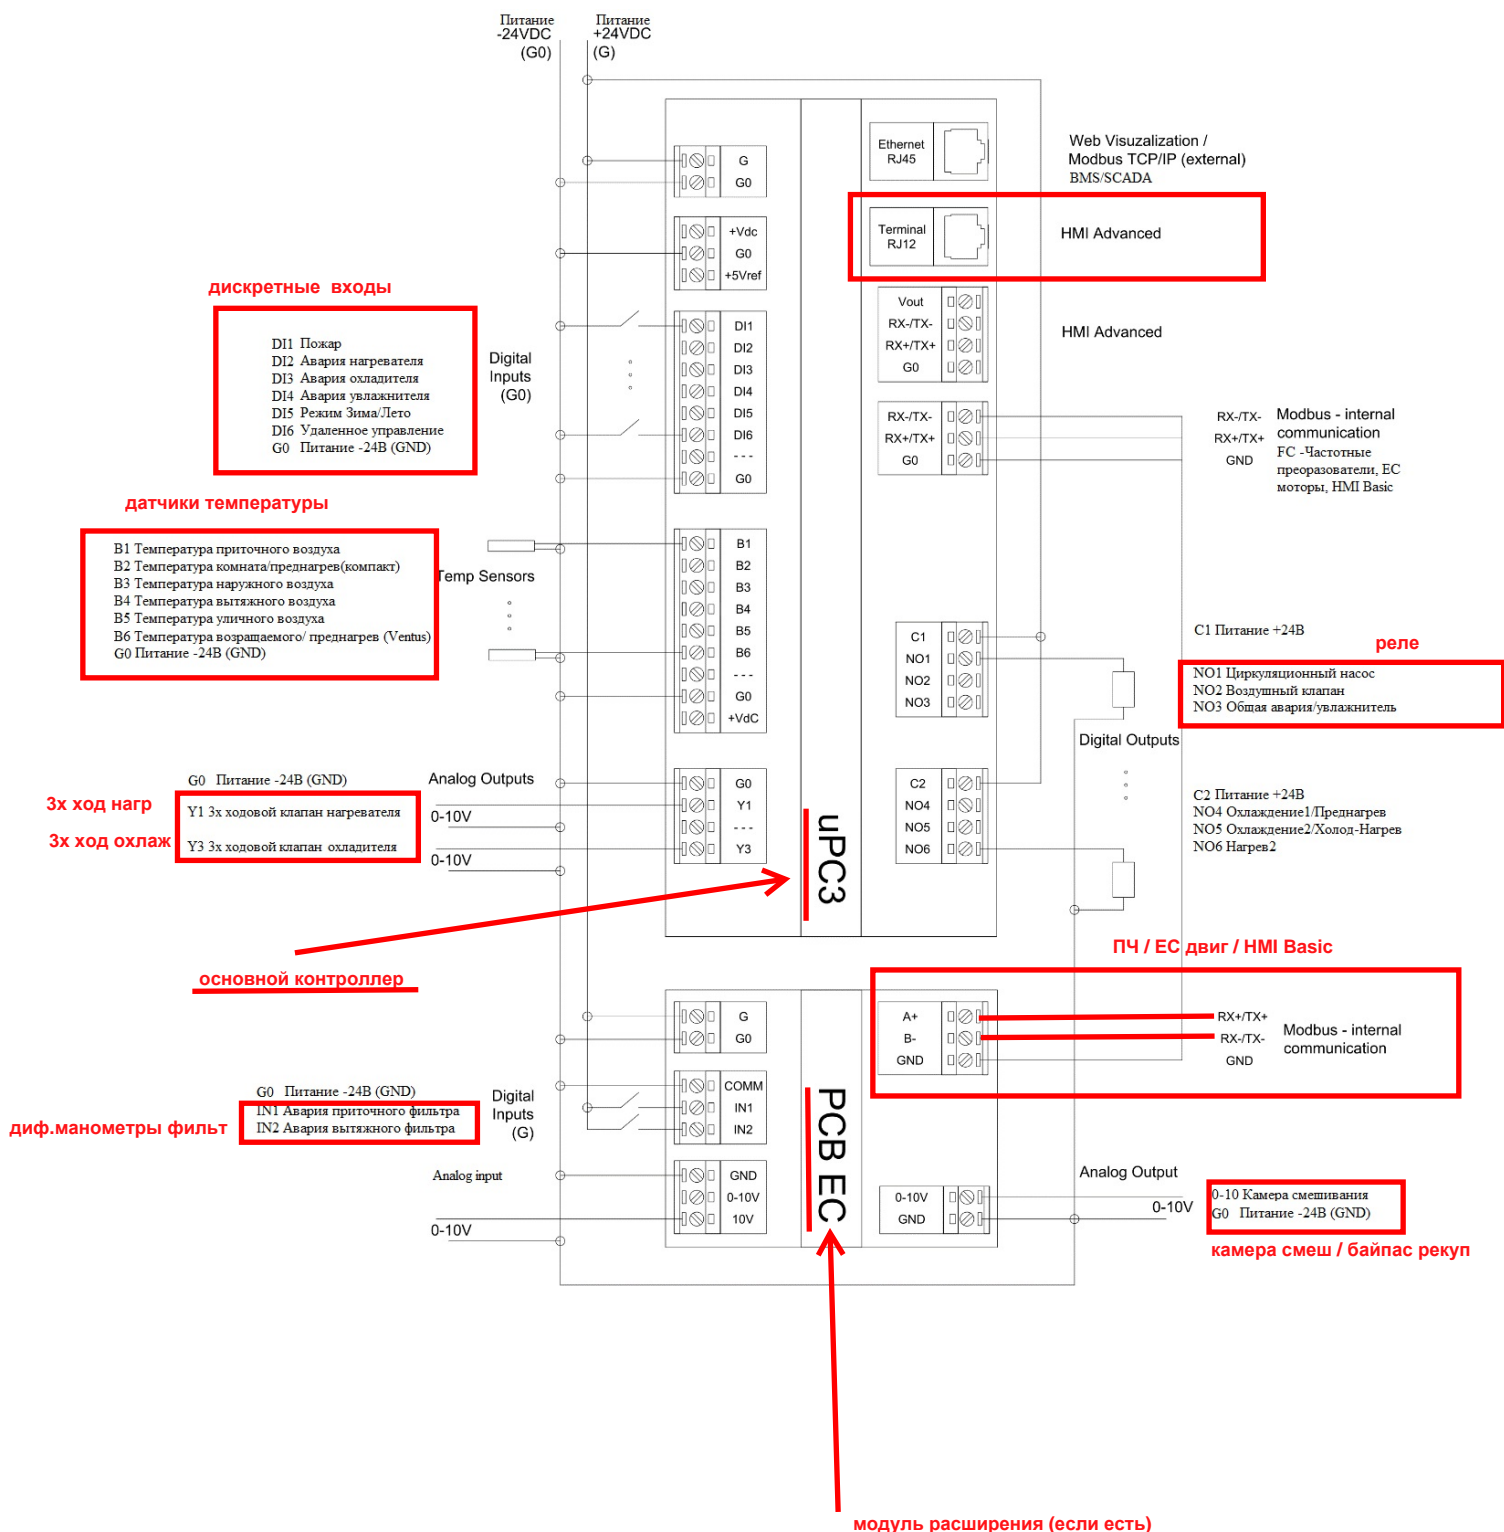 Питание
-24VDC
(G0)
Питание
+24VDC
(G)
Ethernet
RJ45
Web Visuzalization /
Modbus TCP/IP (external)
BMS/SCADA
G
G0
Terminal
RJ12
HMI Advanced
+Vdc
G0
+5Vref
дискретные входы
DI1 Пожар
DI2 Авария нагревателя
DI3 Авария охладителя
DI4 Авария увлажнителя
DI5 Режим Зима/Лето
DI6 Удаленное управление
G0 Питание -24В (GND)
Digital
Inputs
(G0)
DI1
DI2
DI3
DI4
DI5
DI6
---
G0
Vout
RX-/TX-
RX+/TX+
G0
HMI Advanced
RX-/TX-
RX+/TX+
G0
RX-/TX-
RX+/TX+
GND
Modbus - internal
communication
FC -Частотные
преоразователи, EC
моторы, HMI Basic
датчики температуры
B1 Температура приточного воздуха
B2 Температура комната/преднагрев(компакт)
B3 Температура наружного воздуха
B4 Температура вытяжного воздуха
B5 Температура уличного воздуха
B6 Температура возращаемого/ преднагрев (Ventus)
G0 Питание -24В (GND)
Temp Sensors
B1
B2
B3
B4
B5
B6
---
G0
+VdC
C1
NO1
NO2
NO3
C1 Питание +24В
реле
NO1 Циркуляционный насос
NO2 Воздушный клапан
NO3 Общая авария/увлажнитель
Digital Outputs
G0 Питание -24В (GND)
Analog Outputs
3х ход нагр
Y1 3х ходовой клапан нагревателя
0-10V
3х ход охлаж
Y3 3х ходовой клапан охладителя
0-10V
G0
Y1
---
Y3
uPC3
C2
NO4
NO5
NO6
C2 Питание +24В
NO4 Охлаждение1/Преднагрев
NO5 Охлаждение2/Холод-Нагрев
NO6 Нагрев2
основной контроллер
ПЧ / ЕС двиг / HMI Basic
G
G0
A+
B-
GND
RX+/TX+
RX-/TX-
GND
Modbus - internal
communication
G0 Питание -24В (GND)
IN1 Авария приточного фильтра
IN2 Авария вытяжного фильтра
диф.манометры фильт
Digital
Inputs
(G)
COMM
IN1
IN2
PCB EC
Analog input
0-10V
GND
0-10V
10V
0-10V
GND
Analog Output
0-10V
0-10 Камера смешивания
G0 Питание -24В (GND)
камера смеш / байпас рекуп
модуль расширения (если есть)